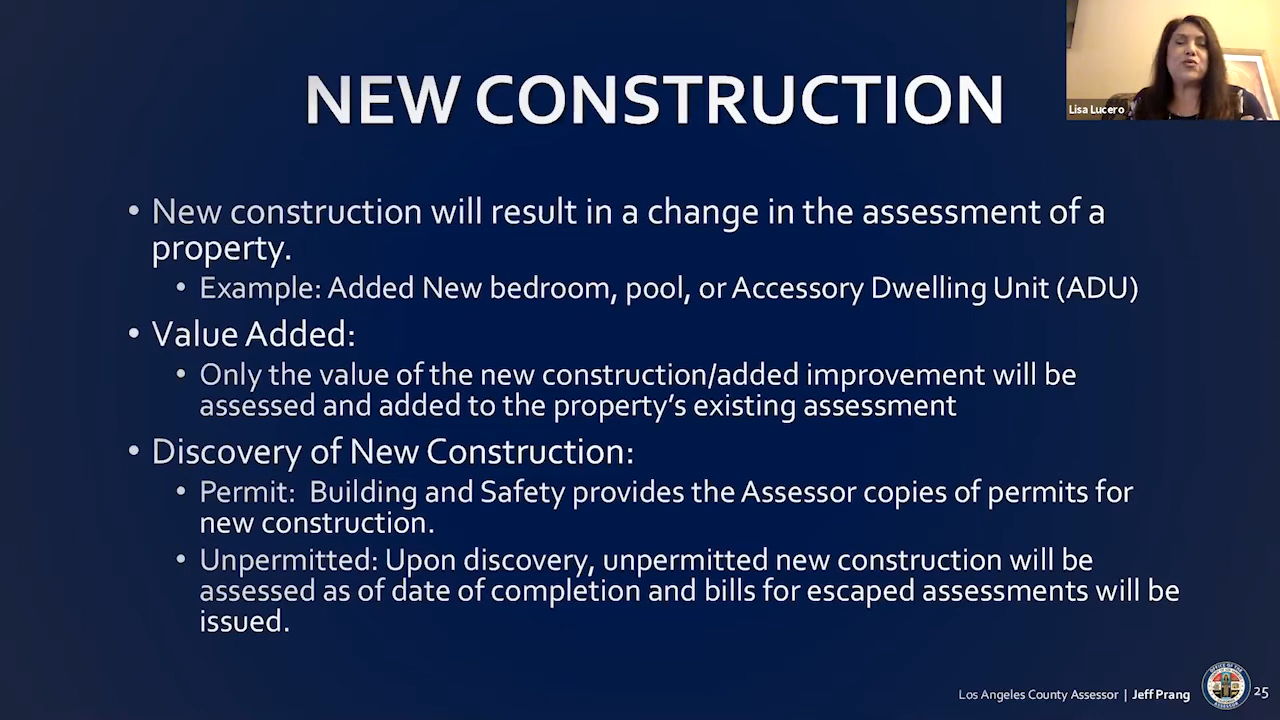 NEW CONSTRUCTION
Lisa Lucero
• New construction will result in a change in the assessment of a
property.
• Example: Added New bedroom, pool, or Accessory Dwelling Unit (ADU)
• Value Added:
• Only the value of the new construction/added improvement will be
assessed and added to the property's existing assessment
• Discovery of New Construction:
• Permit:  Building and Safety provides the Assessor copies of permits for
new construction.
• Unpermitted: Upon discovery, unpermitted new construction will be
assessed as of date of completion and bills for escaped assessments will be
issued.
Los Angeles County Assessor | Jeff Prang
25